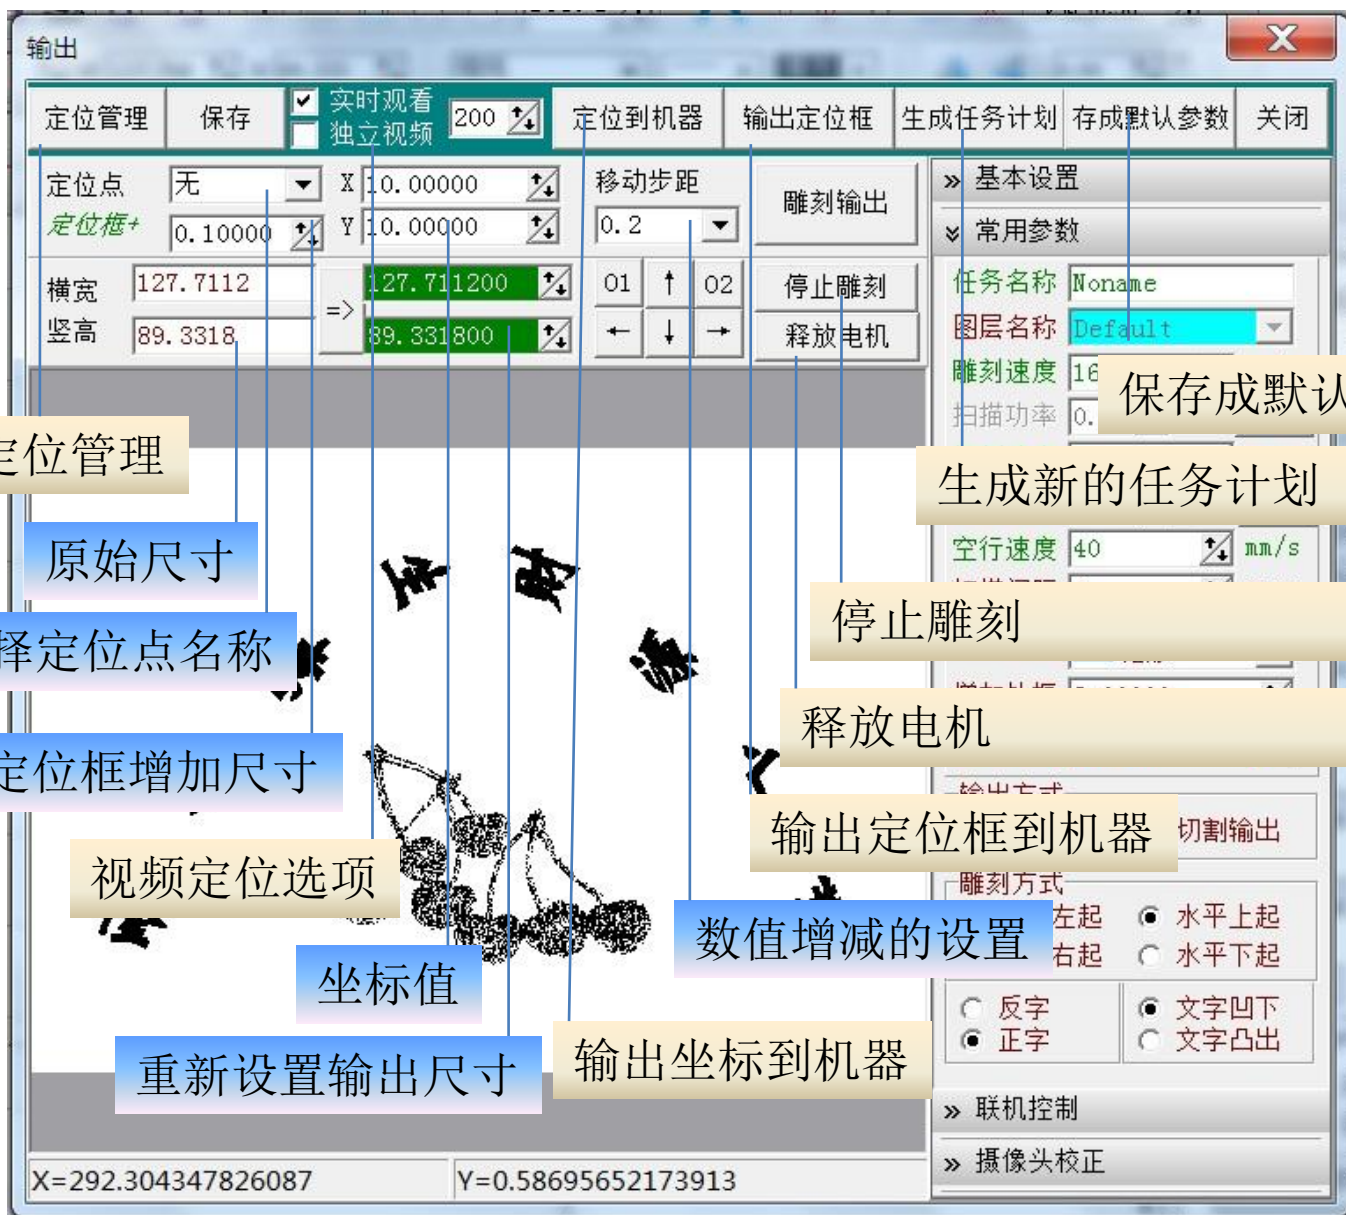 输出
定位管理 保存 实时观看 独立视频 200 定位到机器 输出定位框 生成任务计划 存成默认参数 关闭
定位点 无 X 10.00000 移动步距 雕刻输出
定位框+ 0.10000 Y 10.00000 0.2
横宽 127.7112 => 127.711200 01 ↑ 02 停止雕刻
竖高 89.3318 89.331800 ← ↓ → 释放电机
» 基本设置
常用参数
任务名称 Noname
图层名称 Default
雕刻速度 16
扫描功率 0.
保存成默认
定位管理
生成新的任务计划
原始尺寸
空行速度 40 mm/s
停止雕刻
择定位点名称
释放电机
定位框增加尺寸
输出方式
输出定位框到机器
切割输出
视频定位选项
雕刻方式
左起 水平上起
右起 水平下起
数值增减的设置
坐标值
反字 文字凹下
正字 文字凸出
重新设置输出尺寸
输出坐标到机器
» 联机控制
» 摄像头校正
X=292.304347826087 Y=0.58695652173913